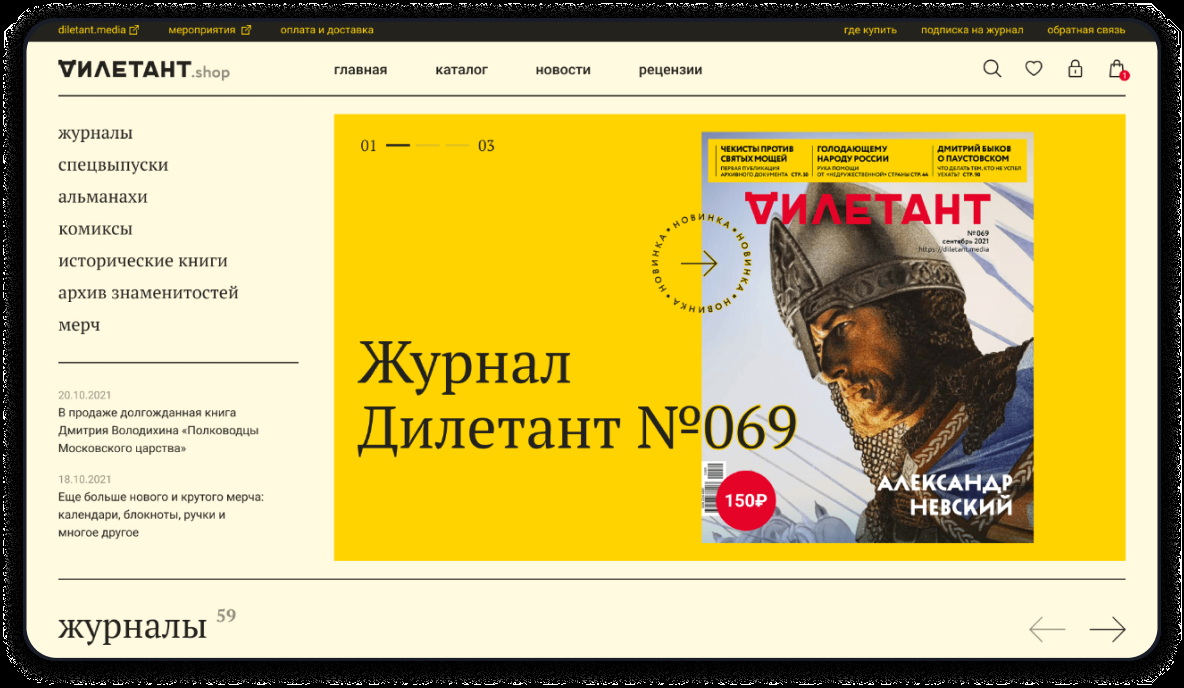 diletant.media
мероприятия
оплата и доставка
где купить
подписка на журнал
обратная связь
ДИЛЕТАНТ.shop
главная
каталог
новости
рецензии
1
журналы
спецвыпуски
альманахи
комиксы
исторические книги
архив знаменитостей
мерч
20.10.2021
В продаже долгожданная книга
Дмитрия Володихина «Полководцы
Московского царства»
18.10.2021
Еще больше нового и крутого мерча:
календари, блокноты, ручки и
многое другое
01
03
НОВИНКА • НОВИНКА • НОВИНКА • НОВИНКА •
Журнал
Дилетант №069
ЧЕКИСТЫ ПРОТИВ
СВЯТЫХ МОЩЕЙ
ПЕРВАЯ ПУБЛИКАЦИЯ
АРХИВНОГО ДОКУМЕНТА СТР.30
ГОЛОДАЮЩЕМУ
НАРОДУ РОССИИ
РУКА ПОМОЩИ
ОТ «НЕДРУЖЕСТВЕННОЙ» СТРАНЫ СТР.44
ДМИТРИЙ БЫКОВ
О ПАУСТОВСКОМ
ЧТО ДЕЛАТЬ ТЕМ, КТО НЕ УСПЕЛ
УЕХАТЬ? СТР.90
ДИЛЕТАНТ
№069
сентябрь 2021
https://diletant.media
150₽
АЛЕКСАНДР
НЕВСКИЙ
журналы 59